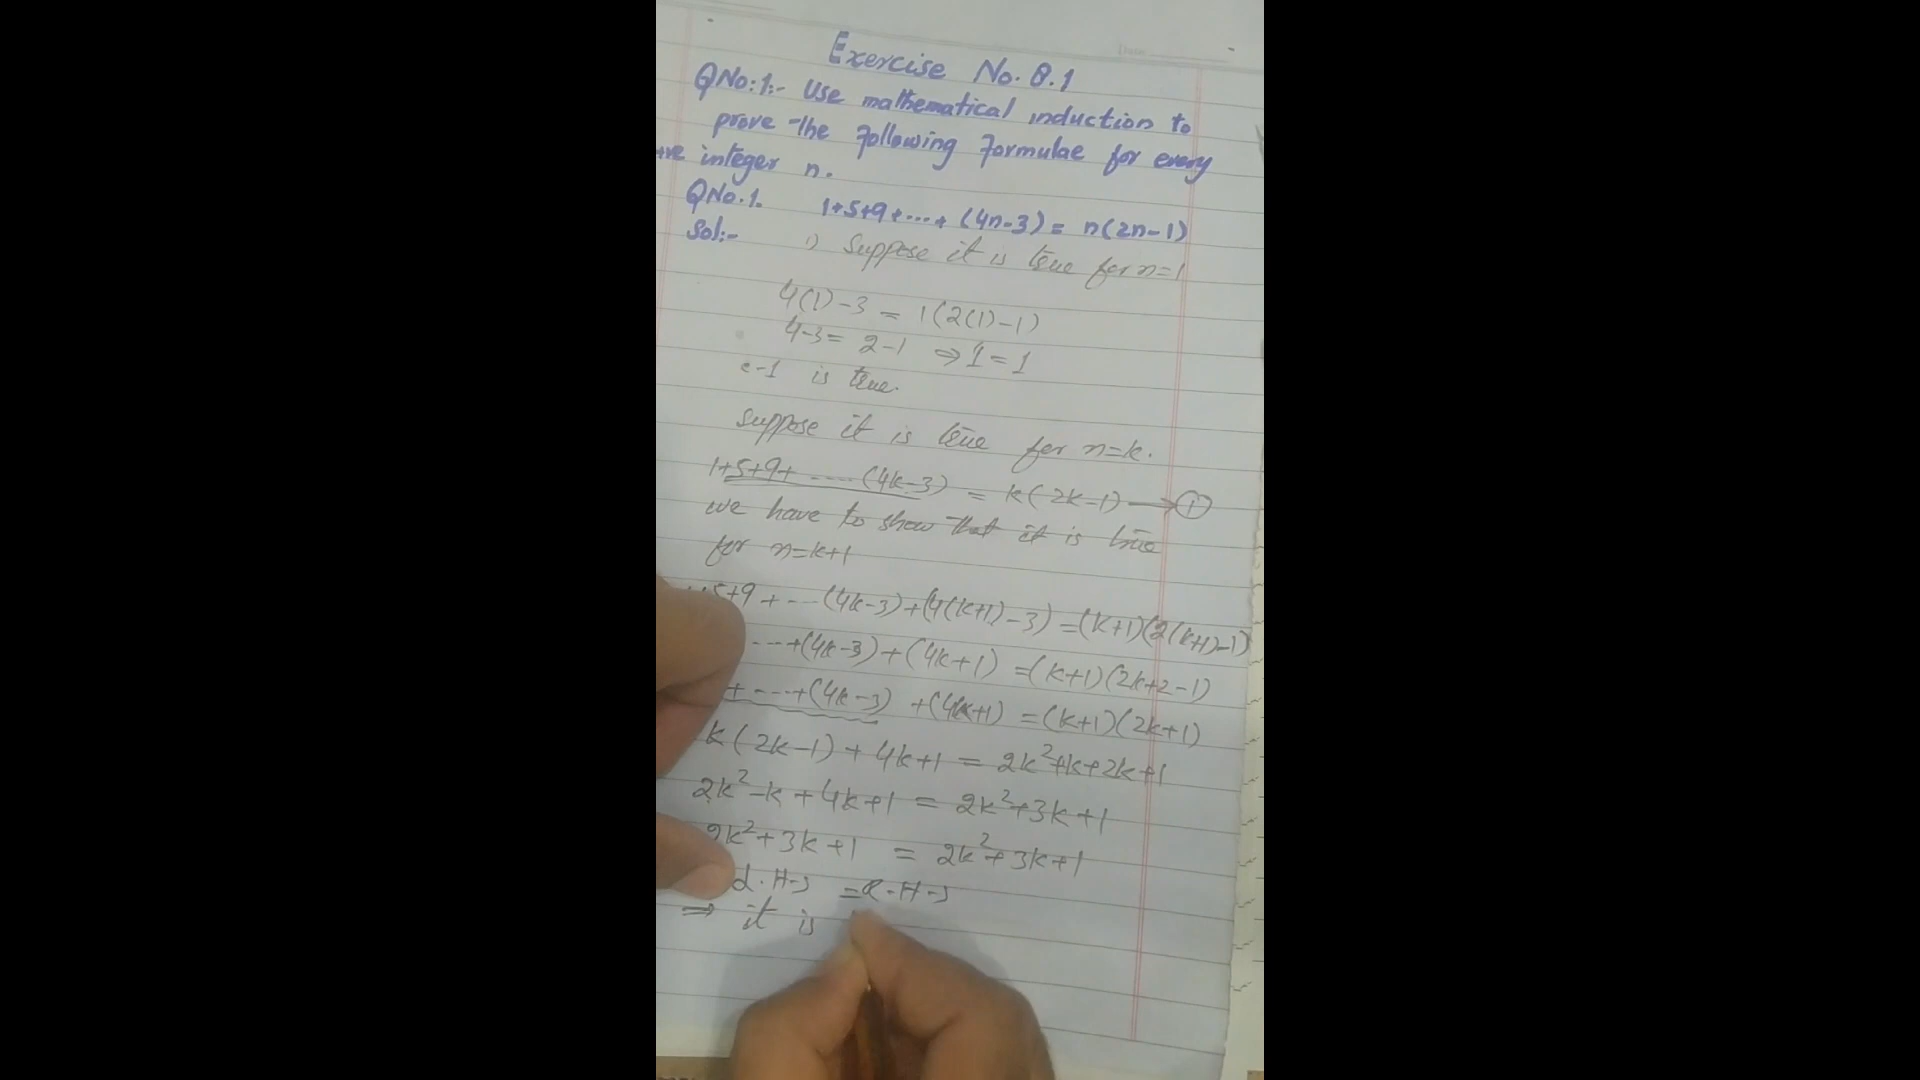 Exercise No. 8.1
QNo:1:- Use mathematical induction to
prove the following formulae for every
+ve integer n.
QNo.1. 1+5+9+...+(4n-3)= n(2n-1)
Sol:- i) Suppose it is true for n=1
4(1)-3 = 1(2(1)-1)
4-3= 2-1 ⇒ 1=1
c-1 is true.
Suppose it is true for n=k.
1+5+9+....(4k-3) = k(2k-1)→①
we have to show that it is true
for n=k+1
5+9+...(4k-3)+(4(k+1)-3)=(k+1)(2(k+1)-1)
...+(4k-3)+(4k+1)=(k+1)(2k+2-1)
+...+(4k-3)+(4k+1)=(k+1)(2k+1)
k(2k-1)+4k+1 = 2k²+k+2k+1
2k²-k+4k+1 = 2k²+3k+1
2k²+3k+1 = 2k²+3k+1
L.H.S =R.H.S
⇒ it is